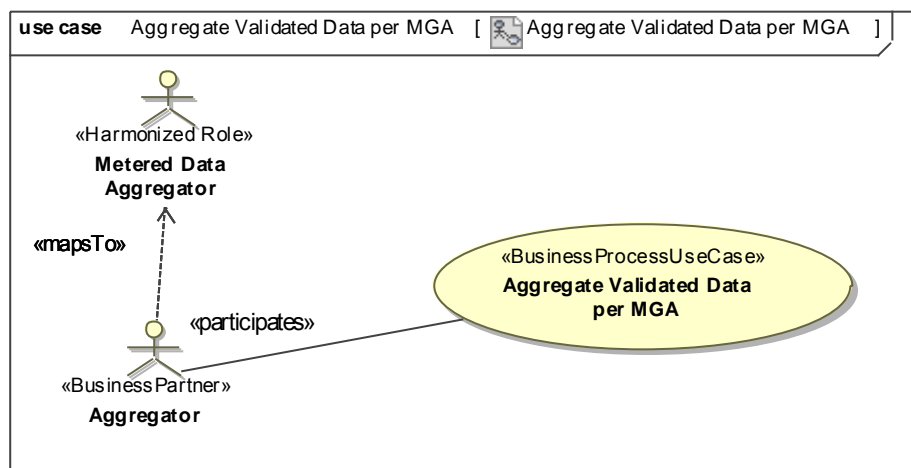 use case Aggregate Validated Data per MGA [ Aggregate Validated Data per MGA ]
«Harmonized Role»
Metered Data
Aggregator
«mapsTo»
«BusinessProcessUseCase»
Aggregate Validated Data
per MGA
«participates»
«BusinessPartner»
Aggregator